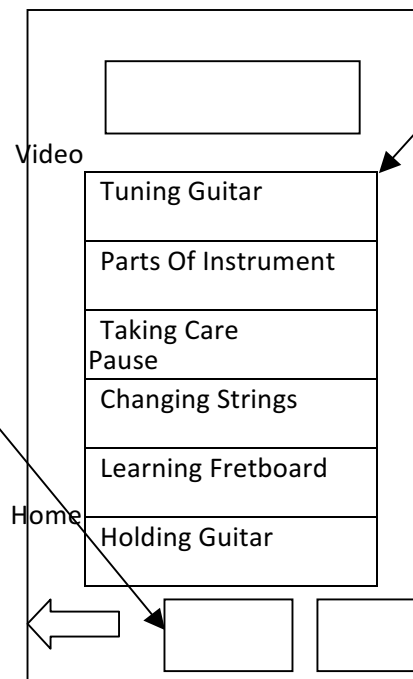 Video
Tuning Guitar
Parts Of Instrument
Taking Care
Pause
Changing Strings
Learning Fretboard
Home
Holding Guitar